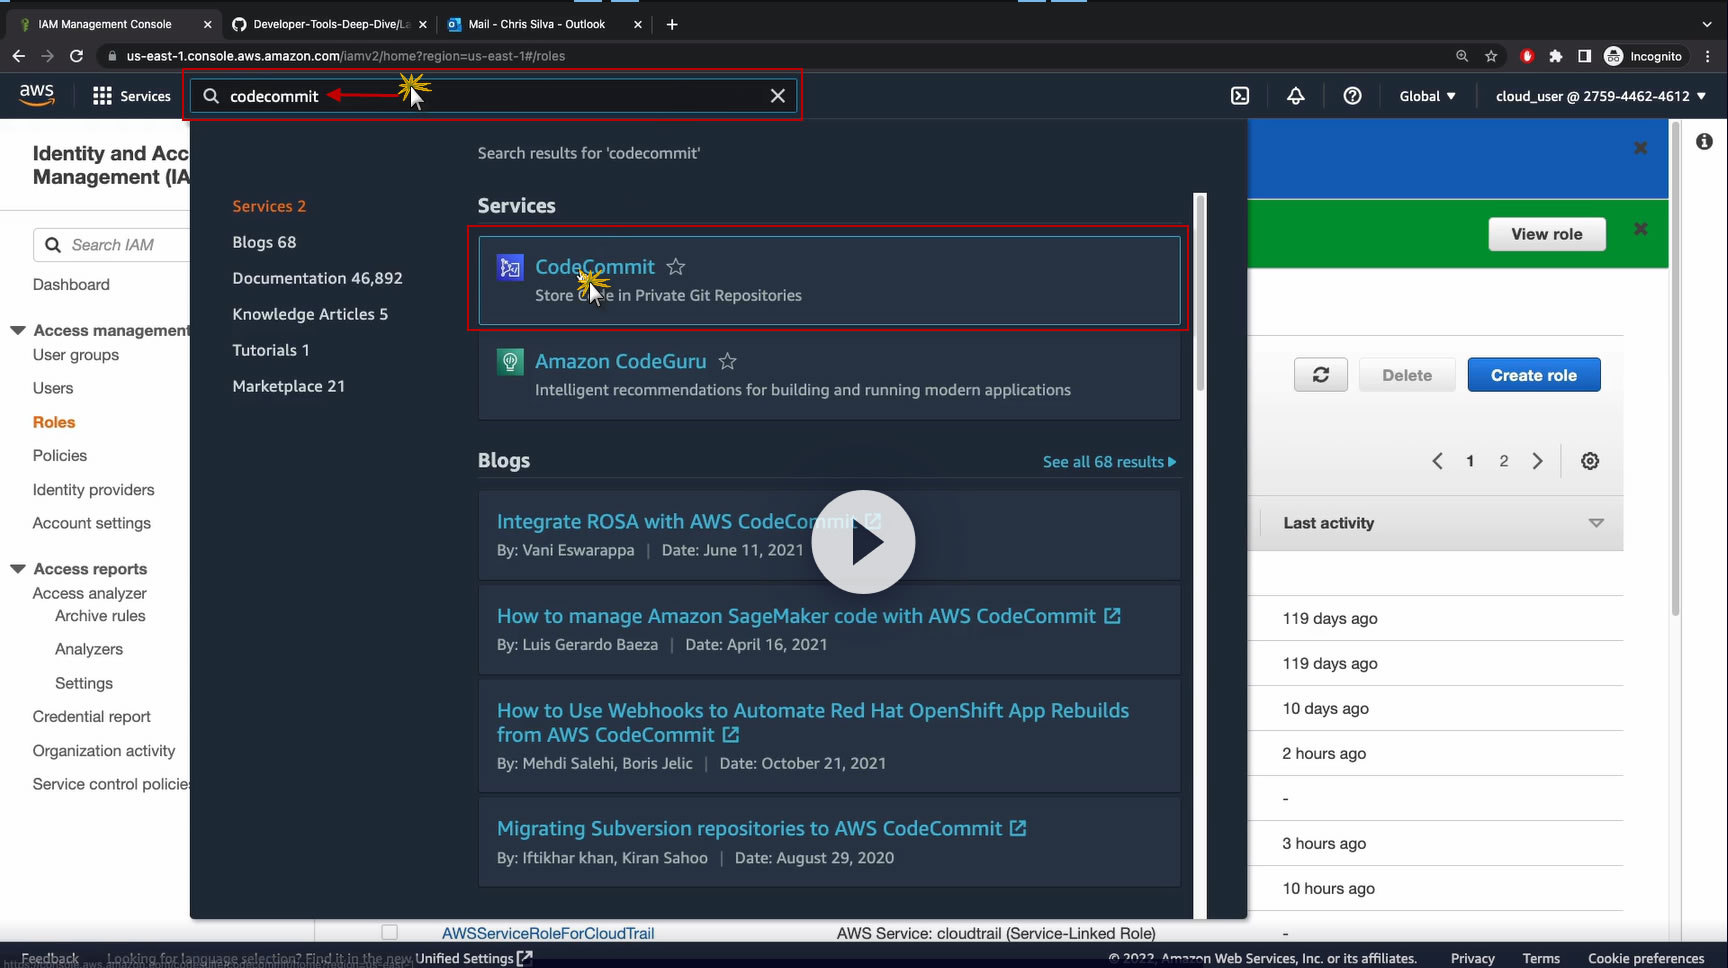 IAM Management Console
Developer-Tools-Deep-Dive/La
Mail - Chris Silva - Outlook
us-east-1.console.aws.amazon.com/iamv2/home?region=us-east-1#/roles
Incognito
aws
Services
codecommit
Global
cloud_user @ 2759-4462-4612
Identity and Acc
Management (IA
Search IAM
Dashboard
Access management
User groups
Users
Roles
Policies
Identity providers
Account settings
Access reports
Access analyzer
Archive rules
Analyzers
Settings
Credential report
Organization activity
Service control policies
Search results for 'codecommit'
Services 2
Blogs 68
Documentation 46,892
Knowledge Articles 5
Tutorials 1
Marketplace 21
Services
CodeCommit
Store Code in Private Git Repositories
Amazon CodeGuru
Intelligent recommendations for building and running modern applications
Blogs
See all 68 results
Integrate ROSA with AWS CodeCommit
By: Vani Eswarappa | Date: June 11, 2021
How to manage Amazon SageMaker code with AWS CodeCommit
By: Luis Gerardo Baeza | Date: April 16, 2021
How to Use Webhooks to Automate Red Hat OpenShift App Rebuilds
from AWS CodeCommit
By: Mehdi Salehi, Boris Jelic | Date: October 21, 2021
Migrating Subversion repositories to AWS CodeCommit
By: Iftikhar khan, Kiran Sahoo | Date: August 29, 2020
View role
Delete
Create role
1
2
Last activity
119 days ago
119 days ago
10 days ago
2 hours ago
-
3 hours ago
10 hours ago
AWSServiceRoleForCloudTrail
AWS Service: cloudtrail (Service-Linked Role)
-
Feedback
Looking for language selection? Find it in the new Unified Settings
© 2022, Amazon Web Services, Inc. or its affiliates.
Privacy
Terms
Cookie preferences